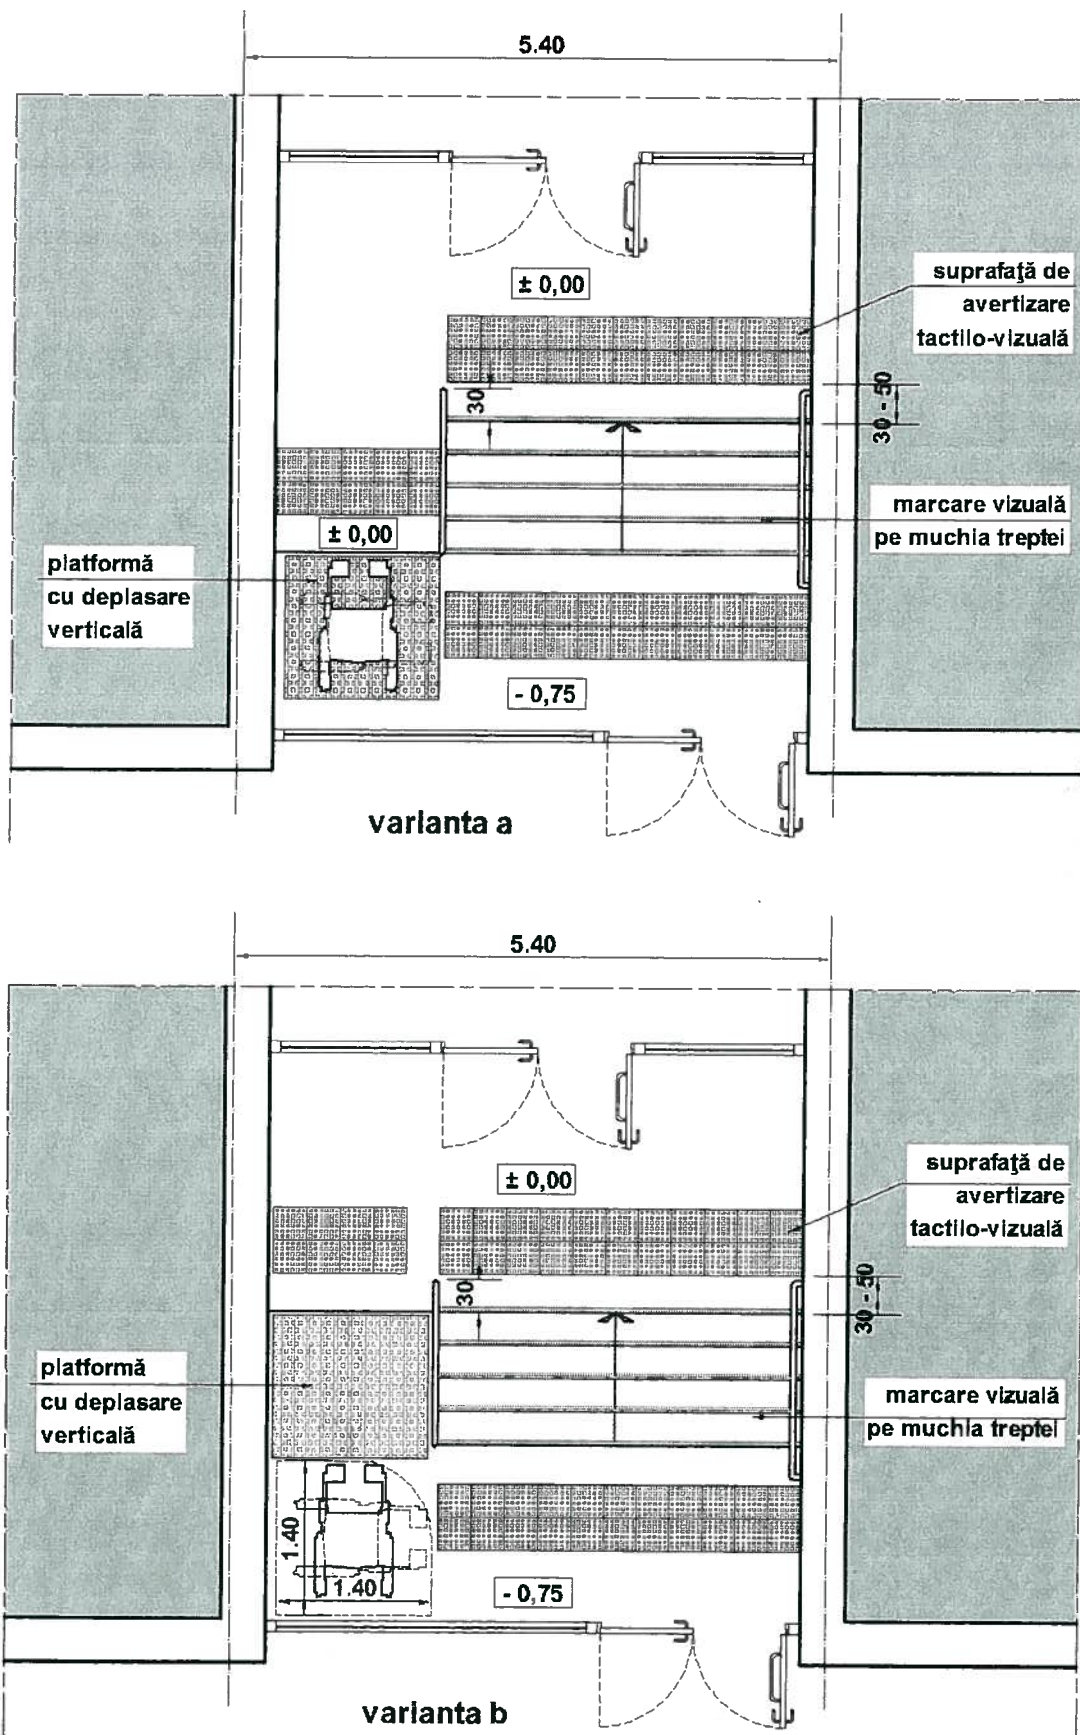 5.40
± 0,00
suprafaţă de
avertizare
tactilo-vizuală
30
30 - 50
marcare vizuală
pe muchia treptei
± 0,00
platformă
cu deplasare
verticală
- 0,75
varianta a
5.40
± 0,00
suprafaţă de
avertizare
tactilo-vizuală
30
30 - 50
platformă
cu deplasare
verticală
marcare vizuală
pe muchia treptei
1.40
1.40
- 0,75
varianta b